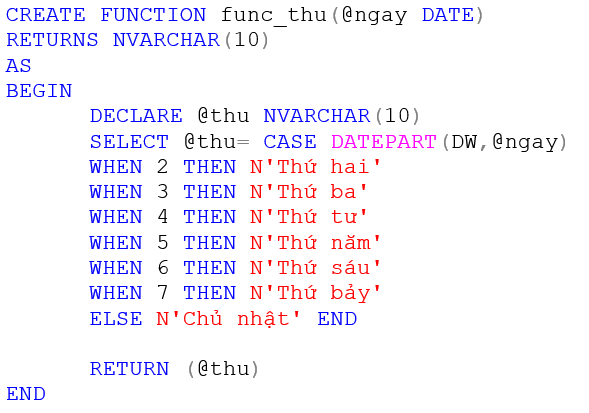 CREATE FUNCTION func_thu(@ngay DATE)
RETURNS NVARCHAR(10)
AS
BEGIN
DECLARE @thu NVARCHAR(10)
SELECT @thu= CASE DATEPART(DW,@ngay)
WHEN 2 THEN N'Thứ hai'
WHEN 3 THEN N'Thứ ba'
WHEN 4 THEN N'Thứ tư'
WHEN 5 THEN N'Thứ năm'
WHEN 6 THEN N'Thứ sáu'
WHEN 7 THEN N'Thứ bảy'
ELSE N'Chủ nhật' END
RETURN (@thu)
END